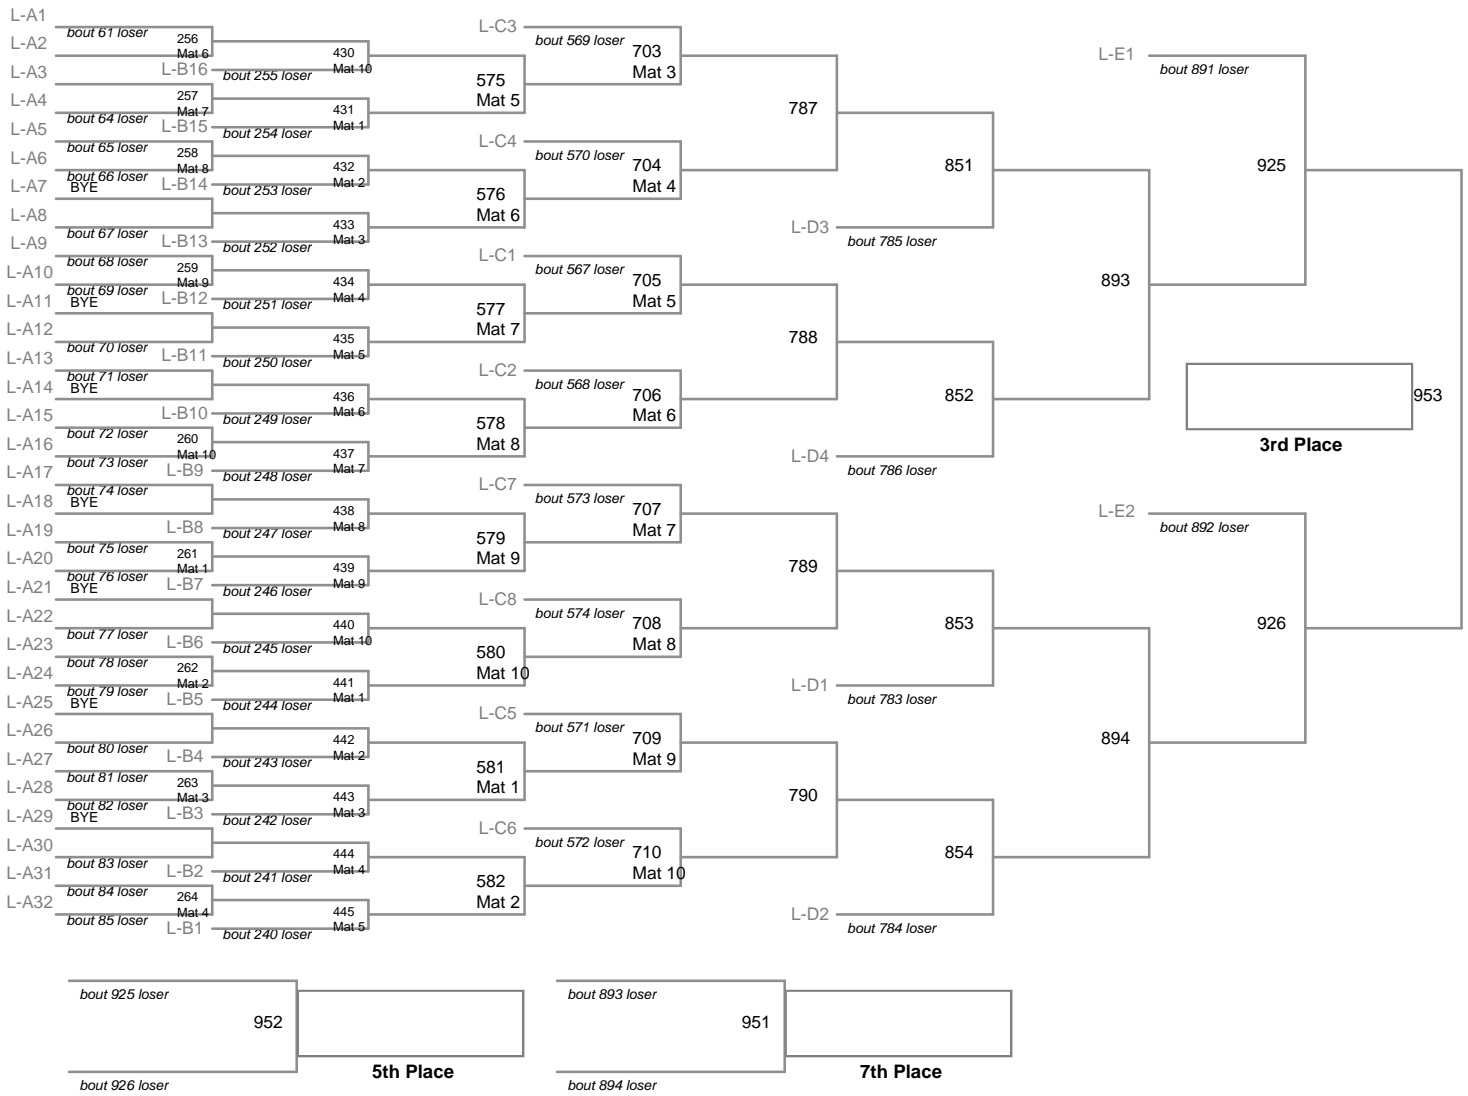 L-A1
bout 61 loser
L-A2
256
Mat 6
L-B16
bout 255 loser
430
Mat 10
L-A3
L-A4
257
Mat 7
bout 64 loser
L-B15
bout 254 loser
431
Mat 1
575
Mat 5
L-A5
bout 65 loser
L-A6
258
Mat 8
bout 66 loser
L-A7
BYE
L-B14
bout 253 loser
432
Mat 2
L-A8
bout 67 loser
L-B13
bout 252 loser
433
Mat 3
576
Mat 6
L-A9
bout 68 loser
L-A10
259
Mat 9
bout 69 loser
L-A11
BYE
L-B12
bout 251 loser
434
Mat 4
L-A12
bout 70 loser
L-B11
bout 250 loser
435
Mat 5
577
Mat 7
L-A13
bout 71 loser
L-A14
BYE
L-B10
bout 249 loser
436
Mat 6
L-A15
bout 72 loser
L-A16
260
Mat 10
bout 73 loser
L-B9
bout 248 loser
437
Mat 7
578
Mat 8
L-A17
bout 74 loser
L-A18
BYE
L-B8
bout 247 loser
438
Mat 8
L-A19
bout 75 loser
L-A20
261
Mat 1
bout 76 loser
L-A21
BYE
L-B7
bout 246 loser
439
Mat 9
579
Mat 9
L-A22
bout 77 loser
L-B6
bout 245 loser
440
Mat 10
L-A23
bout 78 loser
L-A24
262
Mat 2
bout 79 loser
L-A25
BYE
L-B5
bout 244 loser
441
Mat 1
580
Mat 10
L-A26
bout 80 loser
L-B4
bout 243 loser
442
Mat 2
L-A27
bout 81 loser
L-A28
263
Mat 3
bout 82 loser
L-A29
BYE
L-B3
bout 242 loser
443
Mat 3
581
Mat 1
L-A30
bout 83 loser
L-B2
bout 241 loser
444
Mat 4
L-A31
bout 84 loser
L-A32
264
Mat 4
bout 85 loser
L-B1
bout 240 loser
445
Mat 5
582
Mat 2
L-C3
bout 569 loser
703
Mat 3
L-C4
bout 570 loser
704
Mat 4
L-C1
bout 567 loser
705
Mat 5
L-C2
bout 568 loser
706
Mat 6
L-C7
bout 573 loser
707
Mat 7
L-C8
bout 574 loser
708
Mat 8
L-C5
bout 571 loser
709
Mat 9
L-C6
bout 572 loser
710
Mat 10
787
788
789
790
L-D3
bout 785 loser
851
L-D4
bout 786 loser
852
L-D1
bout 783 loser
853
L-D2
bout 784 loser
854
893
894
L-E1
bout 891 loser
925
L-E2
bout 892 loser
926
953
3rd Place
bout 925 loser
952
bout 926 loser
5th Place
bout 893 loser
951
bout 894 loser
7th Place